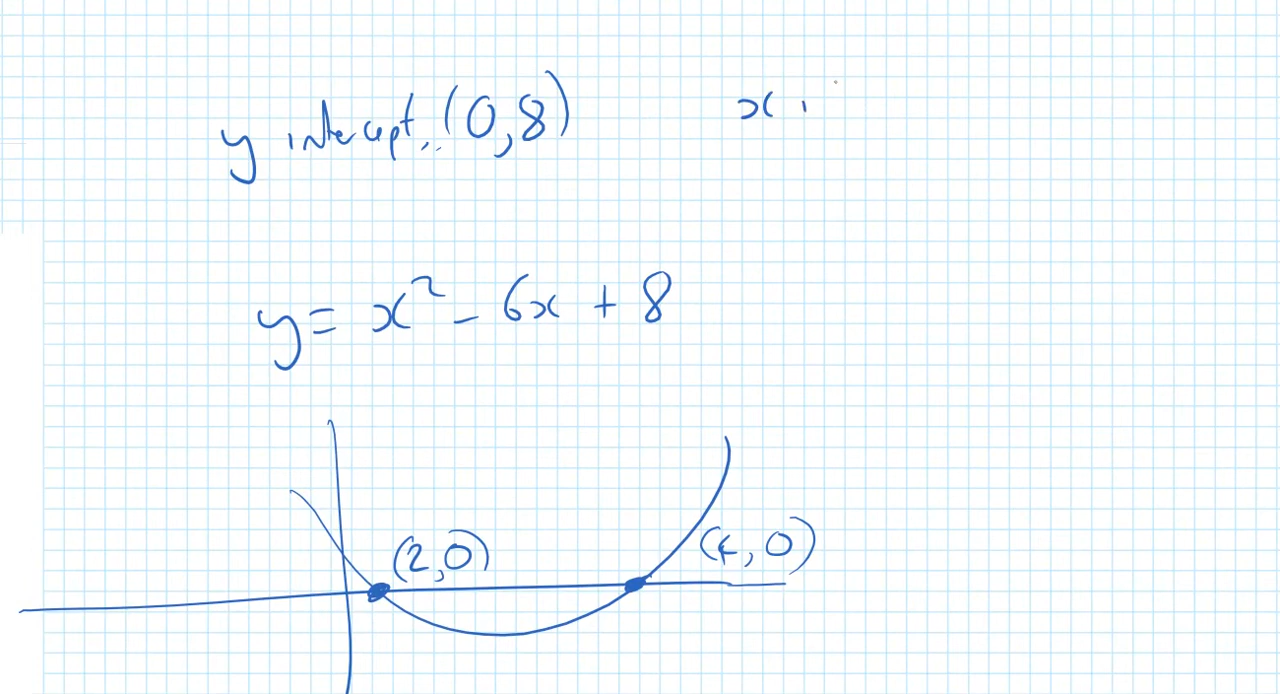 y intercept: (0,8) x i
y = x² - 6x + 8
(2,0) (4,0)